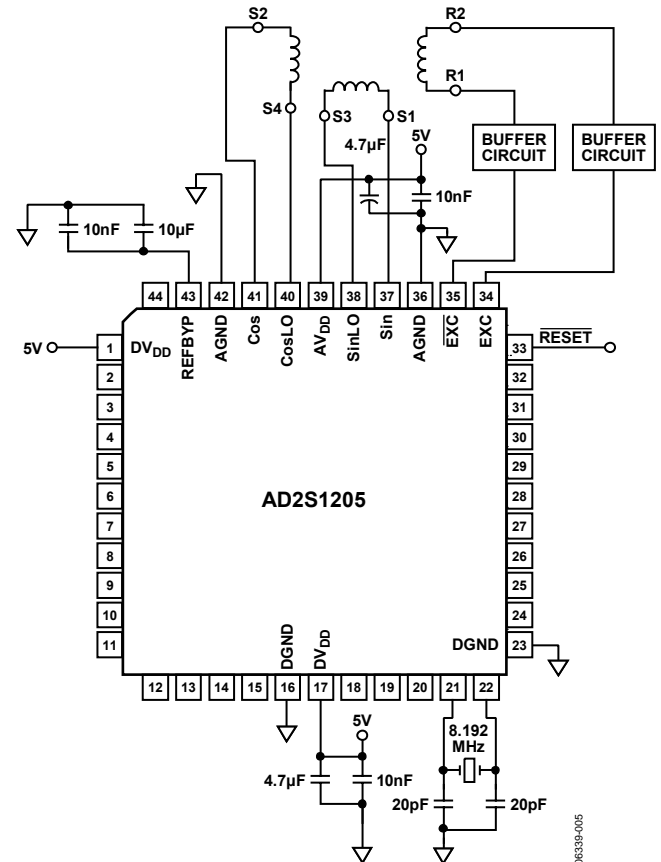 S2
R2
R1
S4
S3
S1
4.7µF
5V
BUFFER CIRCUIT
BUFFER CIRCUIT
10nF
10µF
10nF
44
43
42
41
40
39
38
37
36
35
34
5V
1
DVDD
REFBYP
AGND
Cos
CosLO
AVDD
SinLO
Sin
AGND
EXC
EXC
33
RESET
2
32
3
31
4
30
5
29
6
28
AD2S1205
7
27
8
26
9
25
10
24
11
DGND
DVDD
DGND
23
12
13
14
15
16
17
18
19
20
21
22
5V
8.192 MHz
4.7µF
10nF
20pF
20pF
06339-005